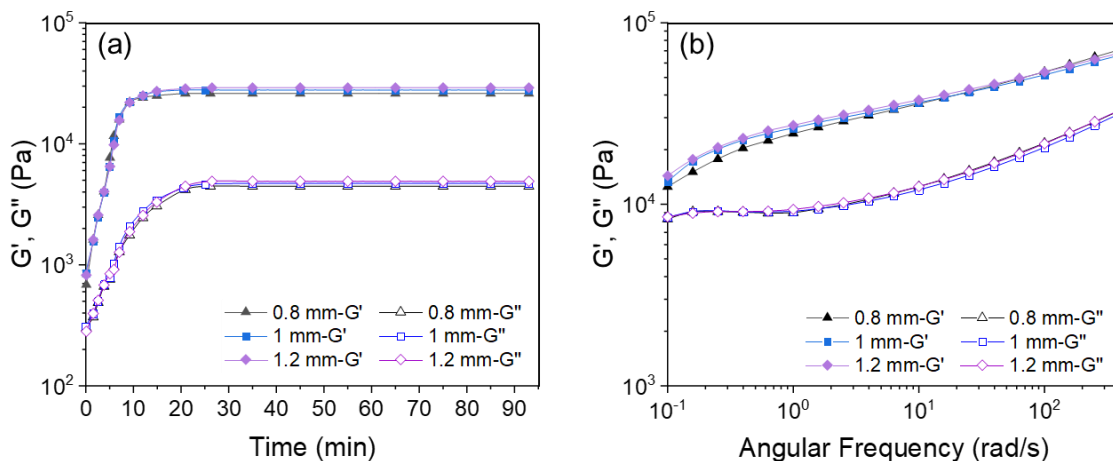 (a)
G', G" (Pa)
10⁵
10⁴
10³
10²
0 10 20 30 40 50 60 70 80 90
Time (min)
0.8 mm-G' 0.8 mm-G"
1 mm-G' 1 mm-G"
1.2 mm-G' 1.2 mm-G"
(b)
G', G" (Pa)
10⁵
10⁴
10³
10⁻¹ 10⁰ 10¹ 10²
Angular Frequency (rad/s)
0.8 mm-G' 0.8 mm-G"
1 mm-G' 1 mm-G"
1.2 mm-G' 1.2 mm-G"